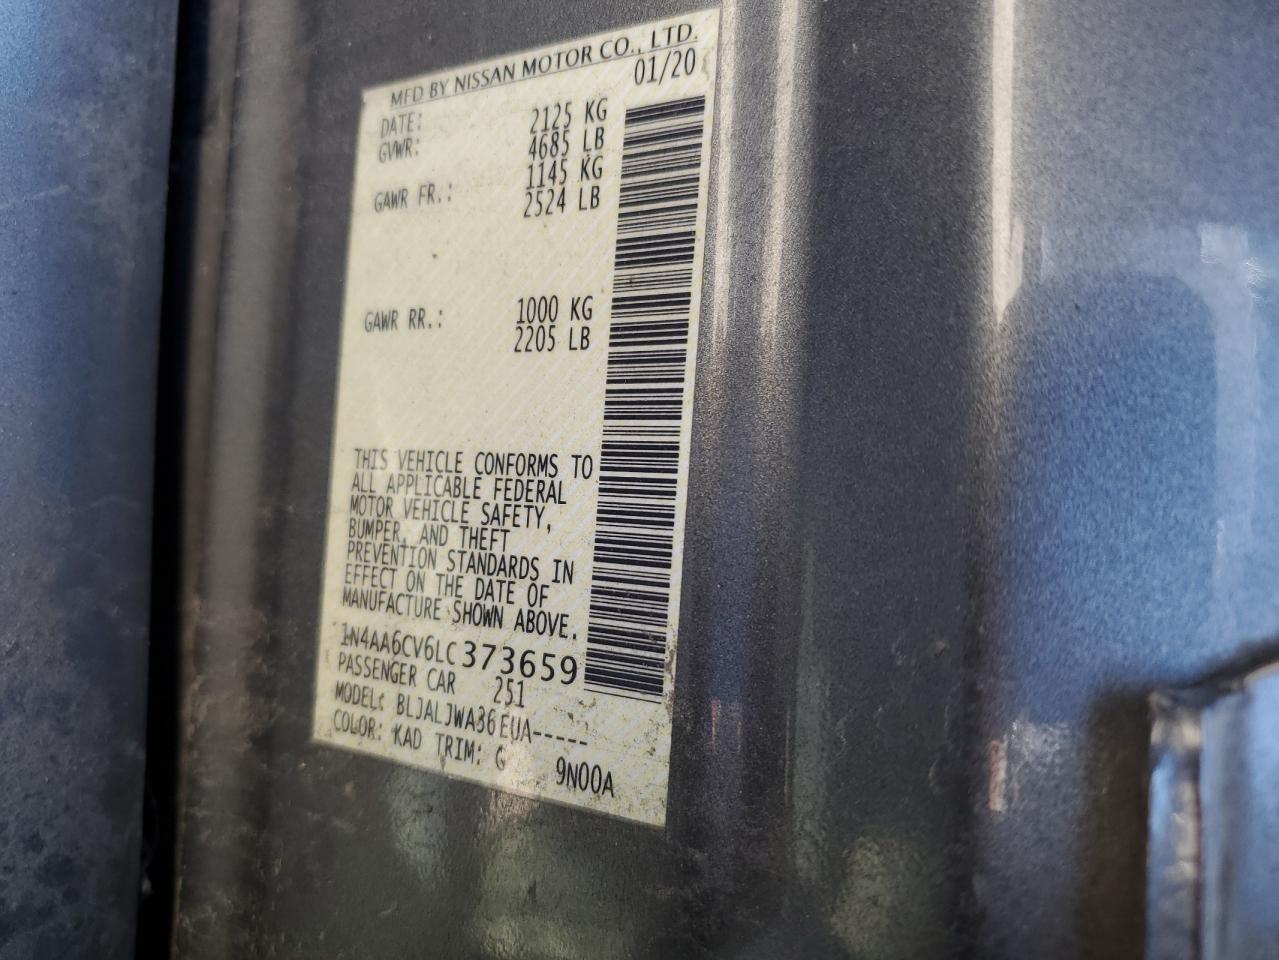 MFD BY NISSAN MOTOR CO., LTD.
DATE: 01/20
GVWR: 2125 KG
4685 LB
GAWR FR.: 1145 KG
2524 LB
GAWR RR.: 1000 KG
2205 LB
THIS VEHICLE CONFORMS TO
ALL APPLICABLE FEDERAL
MOTOR VEHICLE SAFETY,
BUMPER, AND THEFT
PREVENTION STANDARDS IN
EFFECT ON THE DATE OF
MANUFACTURE SHOWN ABOVE.
1N4AA6CV6LC373659
PASSENGER CAR 251
MODEL: BLJALJWA36EUA-----
COLOR: KAD TRIM: G 9N00A